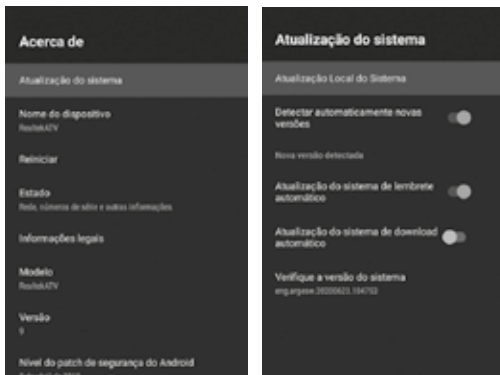 Acerca de
Atualização do sistema
Nome do dispositivo
RealtekATV
Reiniciar
Estado
Rede, números de série e outras informações
Informações legais
Modelo
RealtekATV
Versão
9
Nível do patch de segurança do Android
Atualização do sistema
Atualização Local do Sistema
Detectar automaticamente novas
versões
Nova versão detectada
Atualização do sistema de lembrete
automático
Atualização do sistema de download
automático
Verifique a versão do sistema